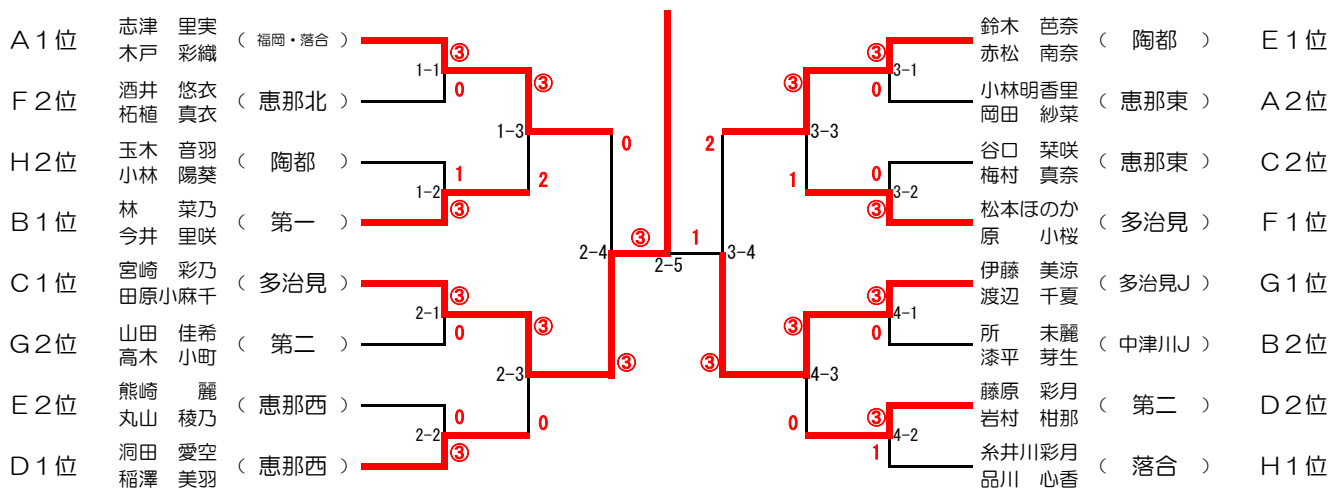 A1位 志津 里実 木戸 彩織 ( 福岡・落合 ) ③
1-1
F2位 酒井 悠衣 柘植 真衣 ( 恵那北 ) 0
③
1-3
0
H2位 玉木 音羽 小林 陽葵 ( 陶都 ) 1
1-2
2
B1位 林 菜乃 今井 里咲 ( 第一 ) ③
2-4
③
C1位 宮崎 彩乃 田原小麻千 ( 多治見 ) ③
2-1
G2位 山田 佳希 高木 小町 ( 第二 ) 0
③
2-3
③
E2位 熊崎 麗 丸山 稜乃 ( 恵那西 ) 0
2-2
0
D1位 洞田 愛空 稲澤 美羽 ( 恵那西 ) ③
2-5
1
③ 鈴木 芭奈 赤松 南奈 ( 陶都 ) E1位
3-1
0 小林明香里 岡田 紗菜 ( 恵那東 ) A2位
③
3-3
2
0 谷口 栞咲 梅村 真奈 ( 恵那東 ) C2位
3-2
1
③ 松本ほのか 原 小桜 ( 多治見 ) F1位
3-4
③ 伊藤 美涼 渡辺 千夏 ( 多治見J ) G1位
4-1
0 所 未麗 漆平 芽生 ( 中津川J ) B2位
③
4-3
③
③ 藤原 彩月 岩村 柑那 ( 第二 ) D2位
4-2
0
1 糸井川彩月 品川 心香 ( 落合 ) H1位